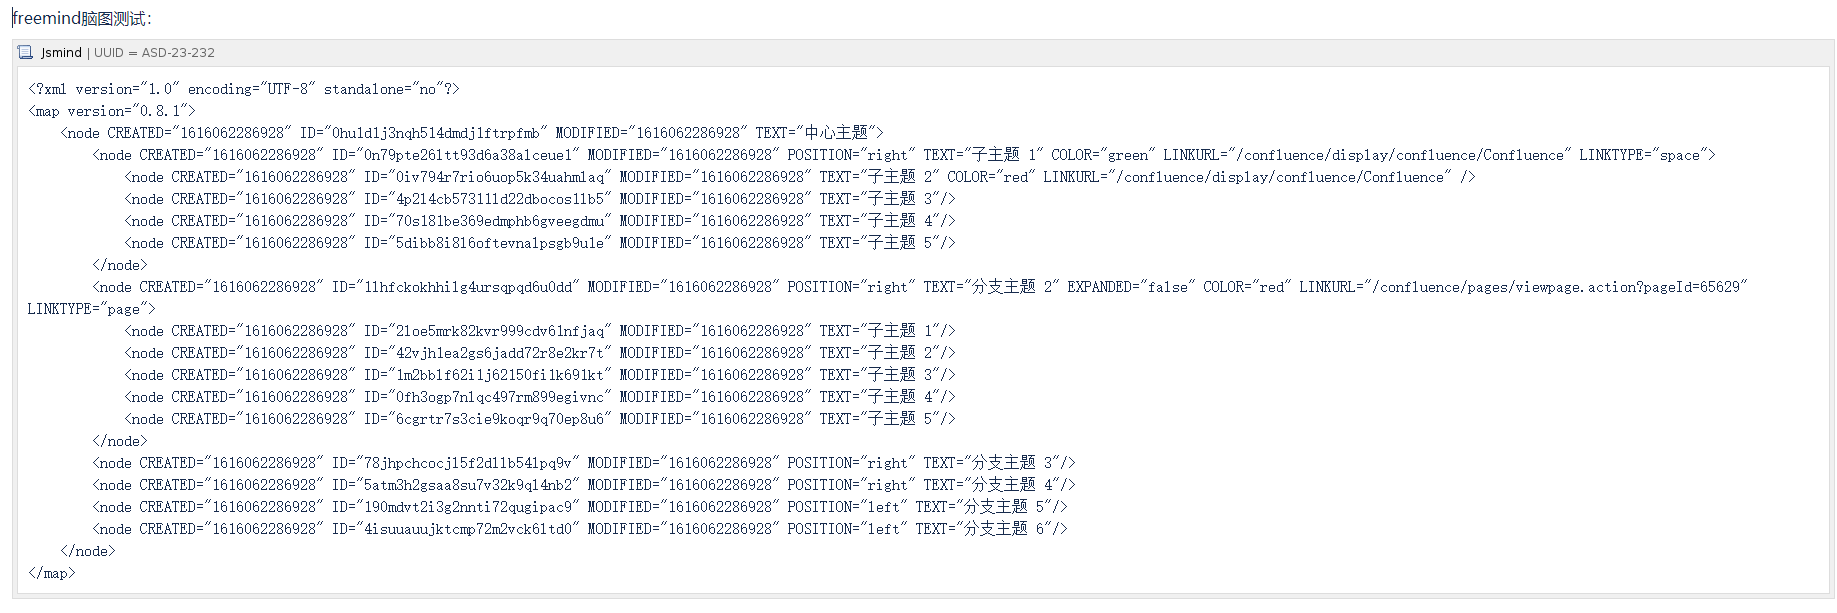 freemind脑图测试：
Jsmind | UUID = ASD-23-232
<?xml version="1.0" encoding="UTF-8" standalone="no"?>
<map version="0.8.1">
<node CREATED="1616062286928" ID="0hu1d1j3nqh514dmdj1ftrpfmb" MODIFIED="1616062286928" TEXT="中心主题">
<node CREATED="1616062286928" ID="0n79pte261tt93d6a38a1ceue1" MODIFIED="1616062286928" POSITION="right" TEXT="子主题 1" COLOR="green" LINKURL="/confluence/display/confluence/Confluence" LINKTYPE="space">
<node CREATED="1616062286928" ID="0iv794r7rio6uop5k34uahmlaq" MODIFIED="1616062286928" TEXT="子主题 2" COLOR="red" LINKURL="/confluence/display/confluence/Confluence" />
<node CREATED="1616062286928" ID="4p214cb573111d22dbocos11b5" MODIFIED="1616062286928" TEXT="子主题 3"/>
<node CREATED="1616062286928" ID="70s181be369edmphb6gveegdmu" MODIFIED="1616062286928" TEXT="子主题 4"/>
<node CREATED="1616062286928" ID="5dibb8i816oftevna1psgb9u1e" MODIFIED="1616062286928" TEXT="子主题 5"/>
</node>
<node CREATED="1616062286928" ID="11hfckokhhi1g4ursqpqd6u0dd" MODIFIED="1616062286928" POSITION="right" TEXT="分支主题 2" EXPANDED="false" COLOR="red" LINKURL="/confluence/pages/viewpage.action?pageId=65629"
LINKTYPE="page">
<node CREATED="1616062286928" ID="21oe5mrk82kvr999cdv61nfjaq" MODIFIED="1616062286928" TEXT="子主题 1"/>
<node CREATED="1616062286928" ID="42vjh1ea2gs6jadd72r8e2kr7t" MODIFIED="1616062286928" TEXT="子主题 2"/>
<node CREATED="1616062286928" ID="1m2bb1f62i1j62150fi1k691kt" MODIFIED="1616062286928" TEXT="子主题 3"/>
<node CREATED="1616062286928" ID="0fh3ogp7n1qc497rm899egivnc" MODIFIED="1616062286928" TEXT="子主题 4"/>
<node CREATED="1616062286928" ID="6cgrtr7s3cie9koqr9q70ep8u6" MODIFIED="1616062286928" TEXT="子主题 5"/>
</node>
<node CREATED="1616062286928" ID="78jhpchcocj15f2d11b541pq9v" MODIFIED="1616062286928" POSITION="right" TEXT="分支主题 3"/>
<node CREATED="1616062286928" ID="5atm3h2gsaa8su7v32k9q14nb2" MODIFIED="1616062286928" POSITION="right" TEXT="分支主题 4"/>
<node CREATED="1616062286928" ID="190mdvt2i3g2nnti72qugipac9" MODIFIED="1616062286928" POSITION="left" TEXT="分支主题 5"/>
<node CREATED="1616062286928" ID="4isuuauujktcmp72m2vck61td0" MODIFIED="1616062286928" POSITION="left" TEXT="分支主题 6"/>
</node>
</map>